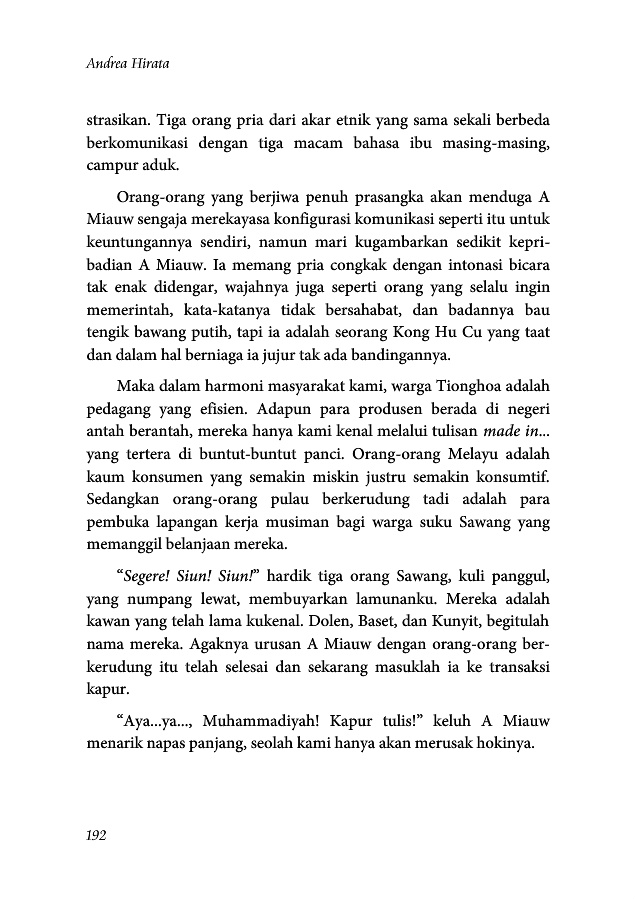 Andrea Hirata
strasikan. Tiga orang pria dari akar etnik yang sama sekali berbeda
berkomunikasi dengan tiga macam bahasa ibu masing-masing,
campur aduk.
Orang-orang yang berjiwa penuh prasangka akan menduga A
Miauw sengaja merekayasa konfigurasi komunikasi seperti itu untuk
keuntungannya sendiri, namun mari kugambarkan sedikit kepri-
badian A Miauw. Ia memang pria congkak dengan intonasi bicara
tak enak didengar, wajahnya juga seperti orang yang selalu ingin
memerintah, kata-katanya tidak bersahabat, dan badannya bau
tengik bawang putih, tapi ia adalah seorang Kong Hu Cu yang taat
dan dalam hal berniaga ia jujur tak ada bandingannya.
Maka dalam harmoni masyarakat kami, warga Tionghoa adalah
pedagang yang efisien. Adapun para produsen berada di negeri
antah berantah, mereka hanya kami kenal melalui tulisan made in...
yang tertera di buntut-buntut panci. Orang-orang Melayu adalah
kaum konsumen yang semakin miskin justru semakin konsumtif.
Sedangkan orang-orang pulau berkerudung tadi adalah para
pembuka lapangan kerja musiman bagi warga suku Sawang yang
memanggil belanjaan mereka.
“Segere! Siun! Siun!” hardik tiga orang Sawang, kuli panggul,
yang numpang lewat, membuyarkan lamunanku. Mereka adalah
kawan yang telah lama kukenal. Dolen, Baset, dan Kunyit, begitulah
nama mereka. Agaknya urusan A Miauw dengan orang-orang ber-
kerudung itu telah selesai dan sekarang masuklah ia ke transaksi
kapur.
“Aya...ya..., Muhammadiyah! Kapur tulis!” keluh A Miauw
menarik napas panjang, seolah kami hanya akan merusak hokinya.
192